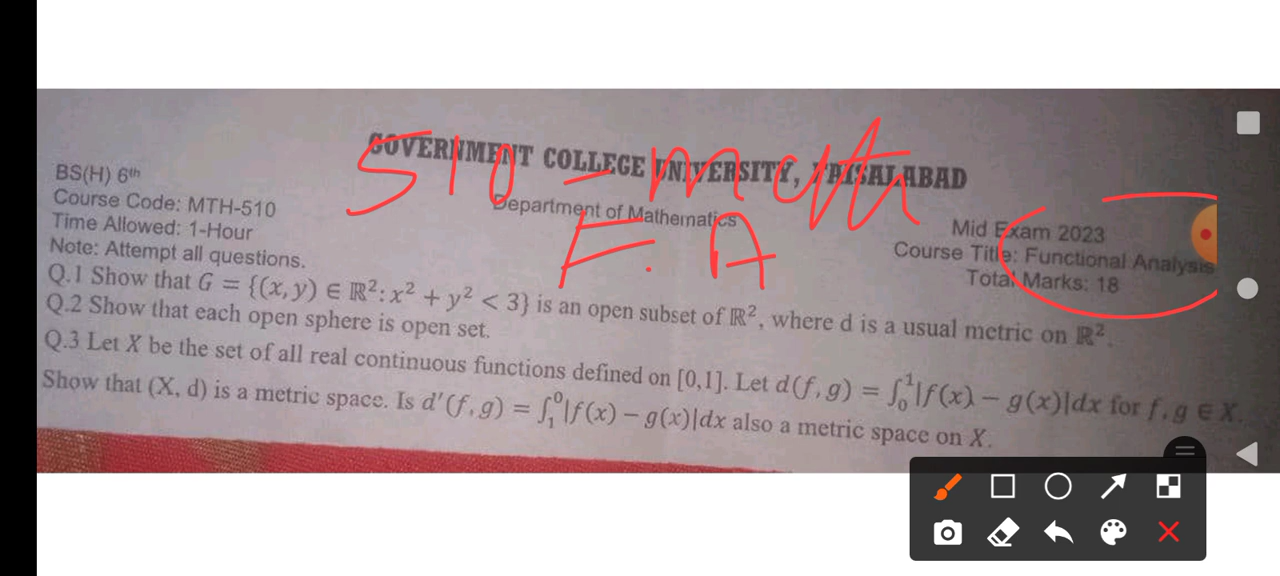 GOVERNMENT COLLEGE UNIVERSITY, FAISALABAD
510 - math
BS(H) 6th
Department of Mathematics
F.A
Course Code: MTH-510
Mid Exam 2023
Time Allowed: 1-Hour
Course Title: Functional Analysis
Note: Attempt all questions.
Total Marks: 18
Q.1 Show that G = {(x, y) ∈ ℝ²: x² + y² < 3} is an open subset of ℝ², where d is a usual metric on ℝ².
Q.2 Show that each open sphere is open set.
Q.3 Let X be the set of all real continuous functions defined on [0,1]. Let d(f, g) = ∫₀¹|f(x) − g(x)|dx for f, g ∈ X.
Show that (X, d) is a metric space. Is d′(f, g) = ∫₁⁰|f(x) − g(x)|dx also a metric space on X.